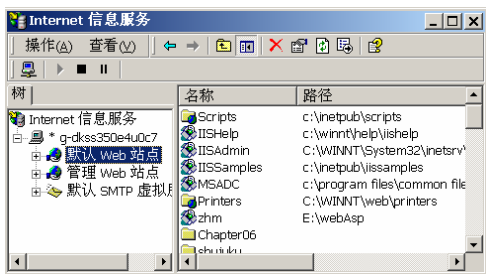 Internet 信息服务
操作(A) 查看(V)
树
名称 路径
Internet 信息服务
* g-dkss350e4u0c7
默认 Web 站点
管理 Web 站点
默认 SMTP 虚拟
Scripts c:\inetpub\scripts
IISHelp c:\winnt\help\iishelp
IISAdmin C:\WINNT\System32\inetsrv\
IISSamples c:\inetpub\iissamples
MSADC c:\program files\common file
Printers C:\WINNT\web\printers
zhm E:\webAsp
Chapter06
shujuku